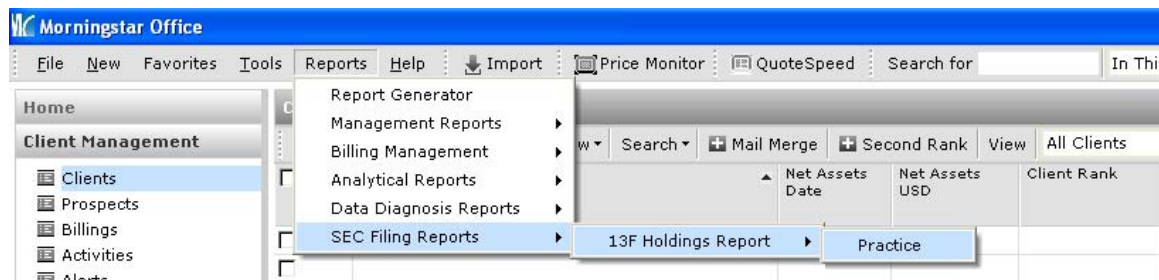 Morningstar Office
File New Favorites Tools Reports Help Import Price Monitor QuoteSpeed Search for In Thi
Home
Report Generator
Client Management
Management Reports
Search Mail Merge Second Rank View All Clients
Billing Management
Clients
Analytical Reports
Net Assets Date
Net Assets USD
Client Rank
Prospects
Data Diagnosis Reports
Billings
SEC Filing Reports
13F Holdings Report
Practice
Activities